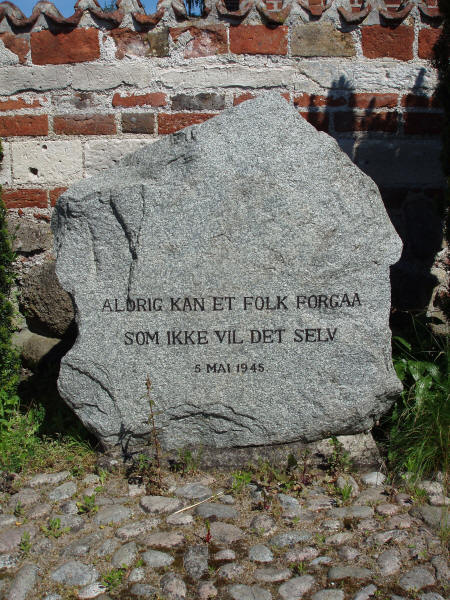 ALDRIG KAN ET FOLK FORGAA
SOM IKKE VIL DET SELV
5 MAI 1945